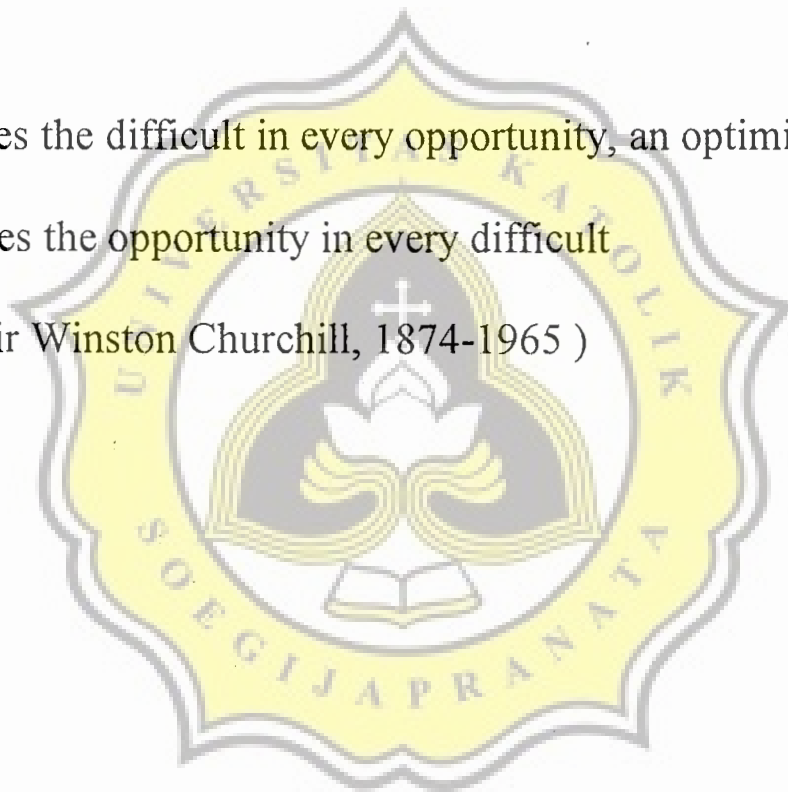 es the difficult in every opportunity, an optimi
es the opportunity in every difficult
ir Winston Churchill, 1874-1965 )
UNIVERSITAS KATOLIK
SOEGIJAPRANATA